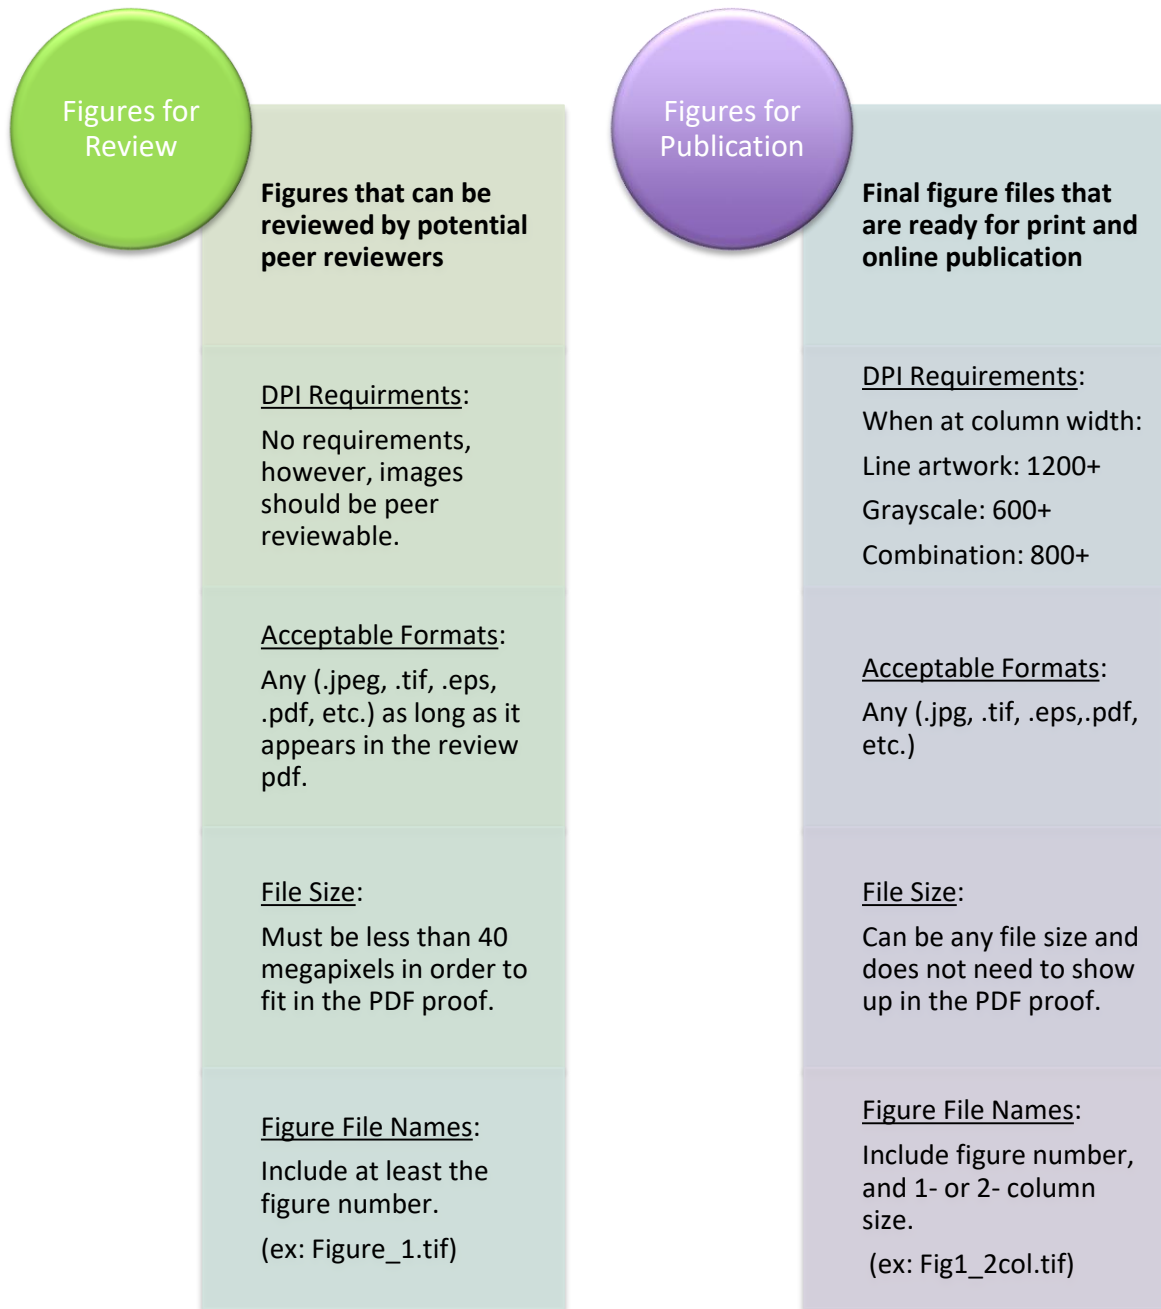 Figures for
Review
Figures that can be
reviewed by potential
peer reviewers
DPI Requirments:
No requirements,
however, images
should be peer
reviewable.
Acceptable Formats:
Any (.jpeg, .tif, .eps,
.pdf, etc.) as long as it
appears in the review
pdf.
File Size:
Must be less than 40
megapixels in order to
fit in the PDF proof.
Figure File Names:
Include at least the
figure number.
(ex: Figure_1.tif)
Figures for
Publication
Final figure files that
are ready for print and
online publication
DPI Requirements:
When at column width:
Line artwork: 1200+
Grayscale: 600+
Combination: 800+
Acceptable Formats:
Any (.jpg, .tif, .eps,.pdf,
etc.)
File Size:
Can be any file size and
does not need to show
up in the PDF proof.
Figure File Names:
Include figure number,
and 1- or 2- column
size.
(ex: Fig1_2col.tif)